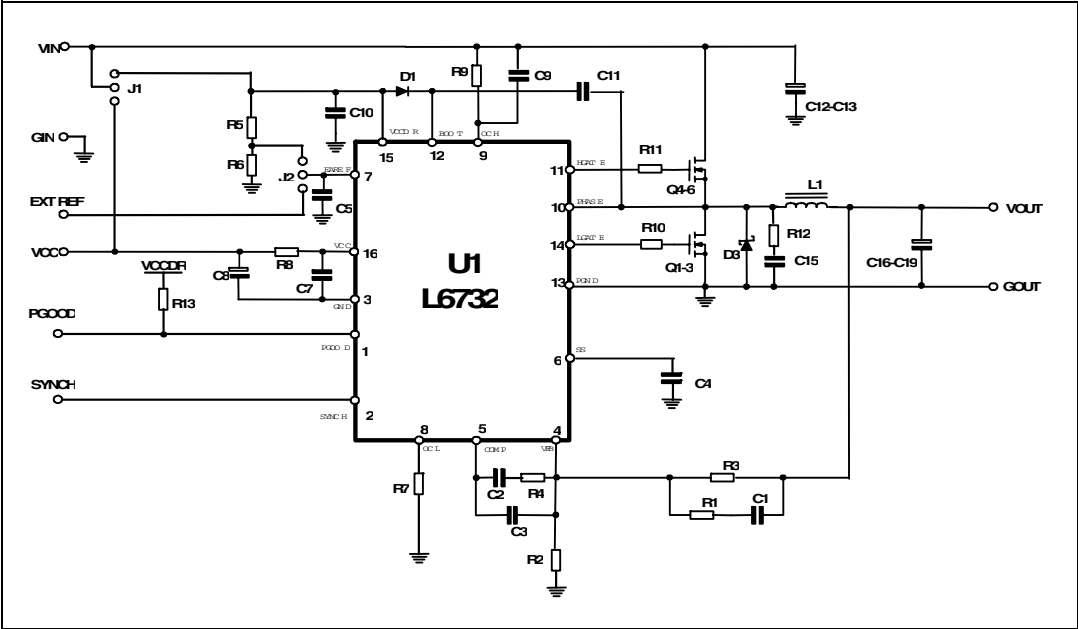 VIN
J1
R9
C9
D1
C11
C10
C12-C13
R5
GIN
VCCDR
BOOT
OCH
15
12
9
R6
J2
EAREF
7
C5
11
HGATE
R11
Q4-6
L1
EXT REF
10
PHASE
VOUT
VCC
VCC
16
R8
C8
C7
U1
L6732
14
LGATE
R10
Q1-3
D3
R12
C15
C16-C19
VCCDR
R13
3
GND
13
PGND
GOUT
PGOOD
1
PGOOD
6
SS
C4
SYNCH
SYNCH
2
8
5
4
OCL
COMP
VFB
R7
C2
R4
C3
R3
R1
C1
R2